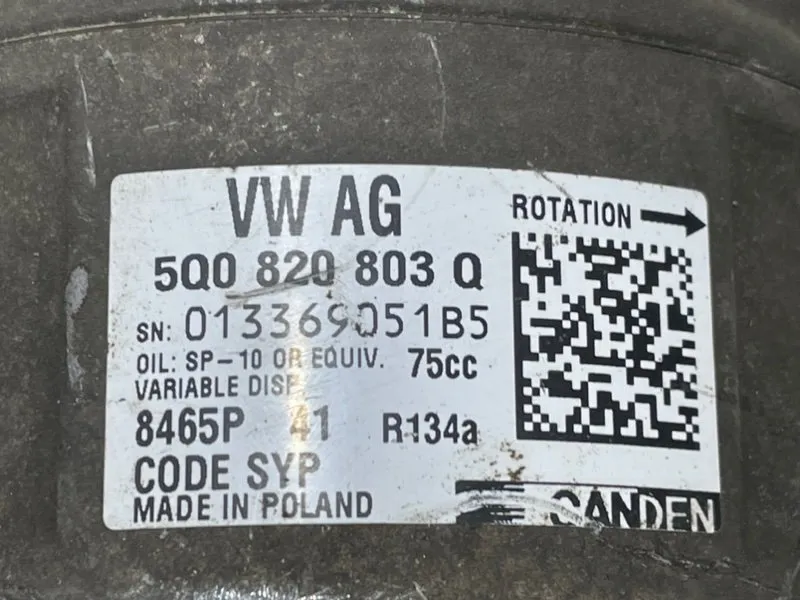 VW AG
ROTATION
5Q0 820 803 Q
SN: 013369051B5
OIL: SP-10 OR EQUIV. 75cc
VARIABLE DISP
8465P 41 R134a
CODE SYP
MADE IN POLAND
SANDEN